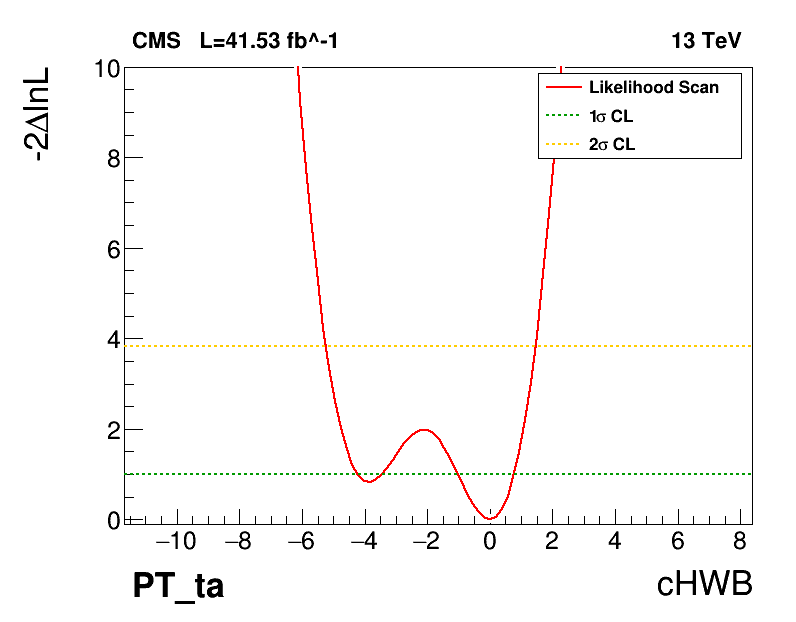 CMS L=41.53 fb^-1 13 TeV
-2ΔlnL
10
8
6
4
2
0
Likelihood Scan
1σ CL
2σ CL
−10 −8 −6 −4 −2 0 2 4 6 8
PT_ta cHWB